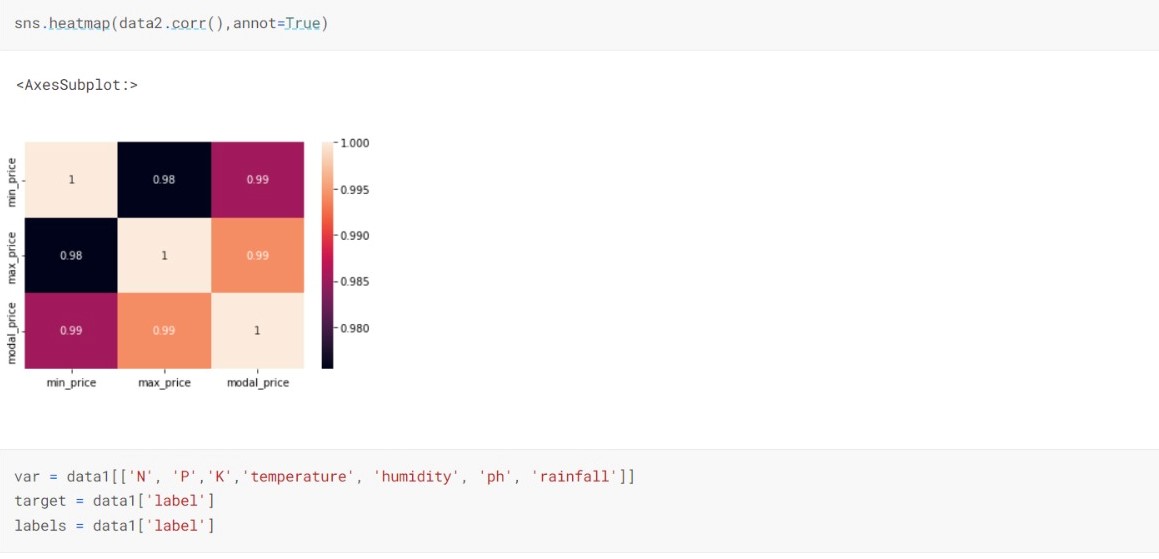 sns.heatmap(data2.corr(),annot=True)
<AxesSubplot:>
min_price
1
0.98
0.99
max_price
0.98
1
0.99
modal_price
0.99
0.99
1
min_price max_price modal_price
1.000
0.995
0.990
0.985
0.980
var = data1[['N', 'P','K','temperature', 'humidity', 'ph', 'rainfall']]
target = data1['label']
labels = data1['label']